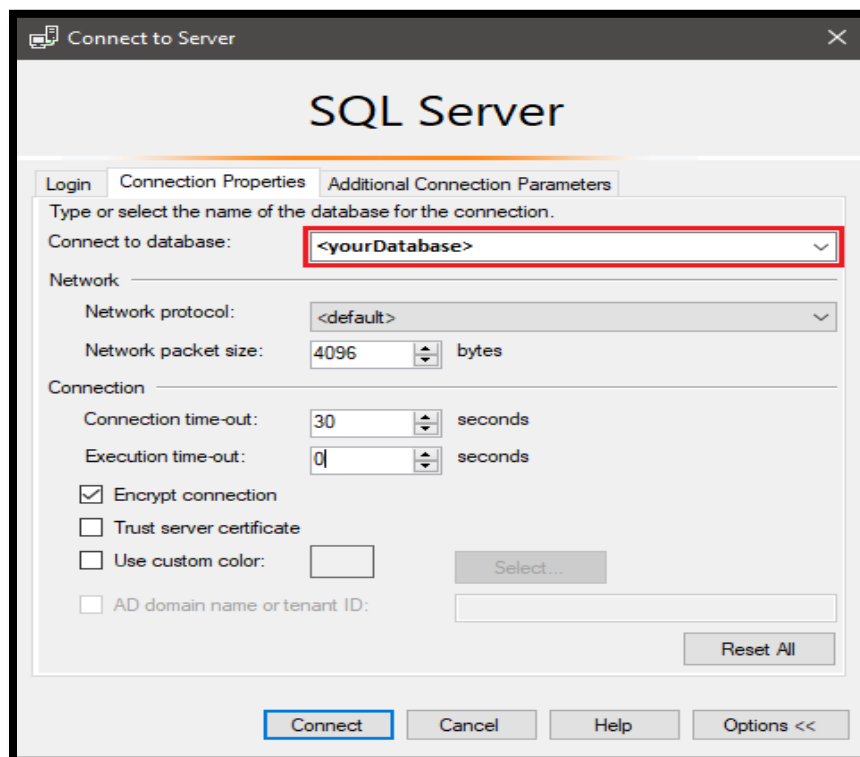 Connect to Server
SQL Server
Login Connection Properties Additional Connection Parameters
Type or select the name of the database for the connection.
Connect to database: <yourDatabase>
Network
Network protocol: <default>
Network packet size: 4096 bytes
Connection
Connection time-out: 30 seconds
Execution time-out: 0 seconds
Encrypt connection
Trust server certificate
Use custom color: Select...
AD domain name or tenant ID:
Reset All
Connect Cancel Help Options <<